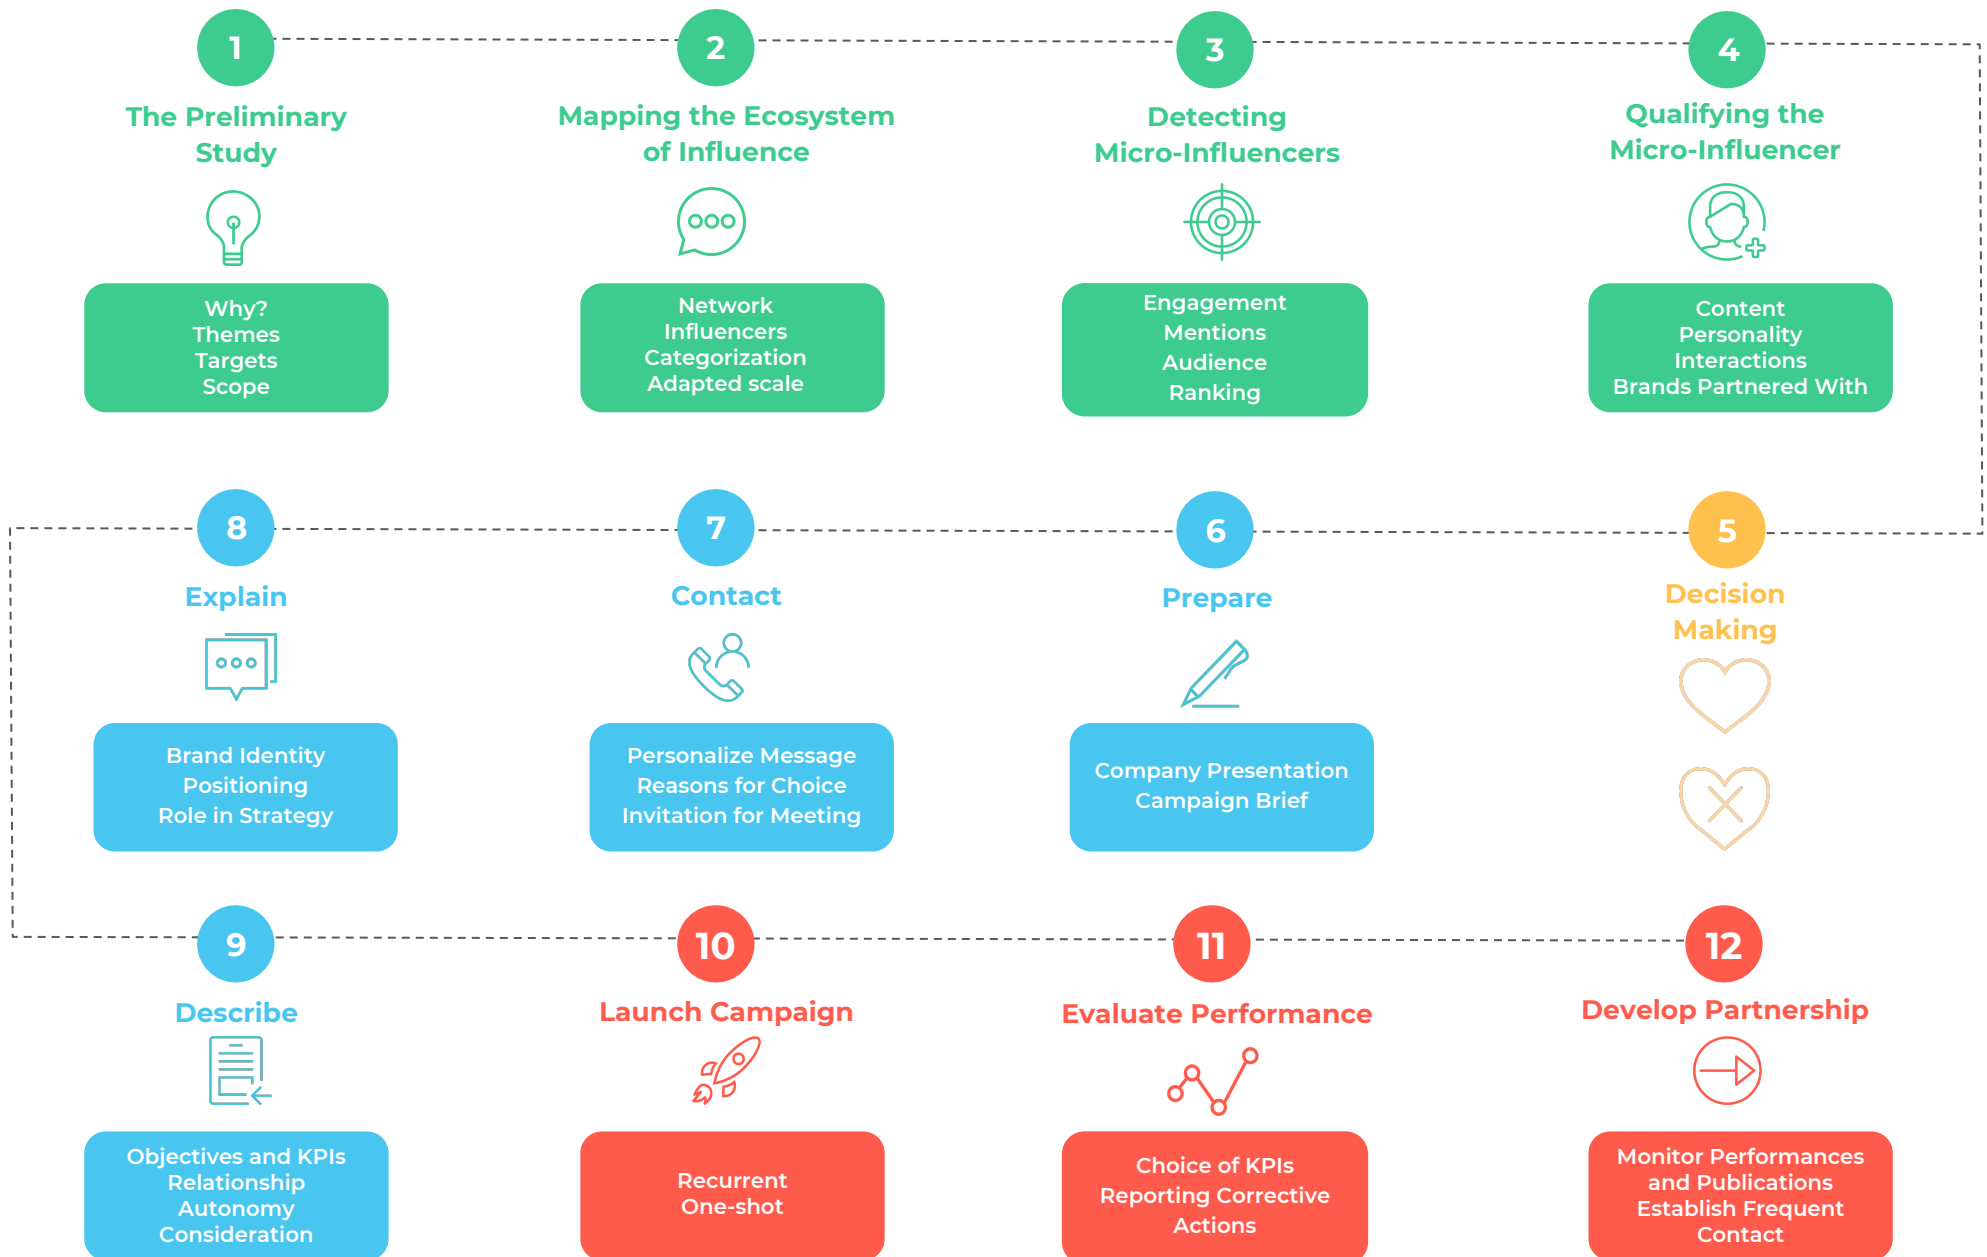 1
The Preliminary
Study
Why?
Themes
Targets
Scope
2
Mapping the Ecosystem
of Influence
Network
Influencers
Categorization
Adapted scale
3
Detecting
Micro-Influencers
Engagement
Mentions
Audience
Ranking
4
Qualifying the
Micro-Influencer
Content
Personality
Interactions
Brands Partnered With
5
Decision
Making
6
Prepare
Company Presentation
Campaign Brief
7
Contact
Personalize Message
Reasons for Choice
Invitation for Meeting
8
Explain
Brand Identity
Positioning
Role in Strategy
9
Describe
Objectives and KPIs
Relationship
Autonomy
Consideration
10
Launch Campaign
Recurrent
One-shot
11
Evaluate Performance
Choice of KPIs
Reporting Corrective
Actions
12
Develop Partnership
Monitor Performances
and Publications
Establish Frequent
Contact